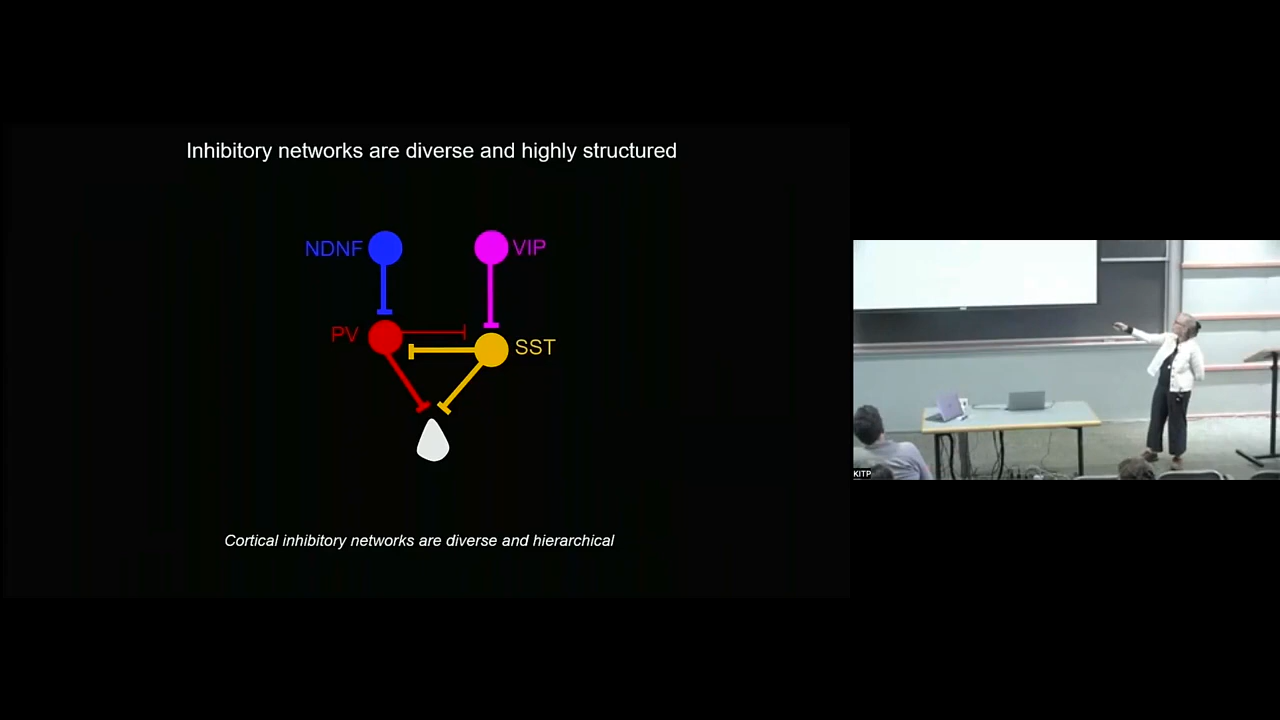 Inhibitory networks are diverse and highly structured
NDNF
VIP
PV
SST
Cortical inhibitory networks are diverse and hierarchical
KITP